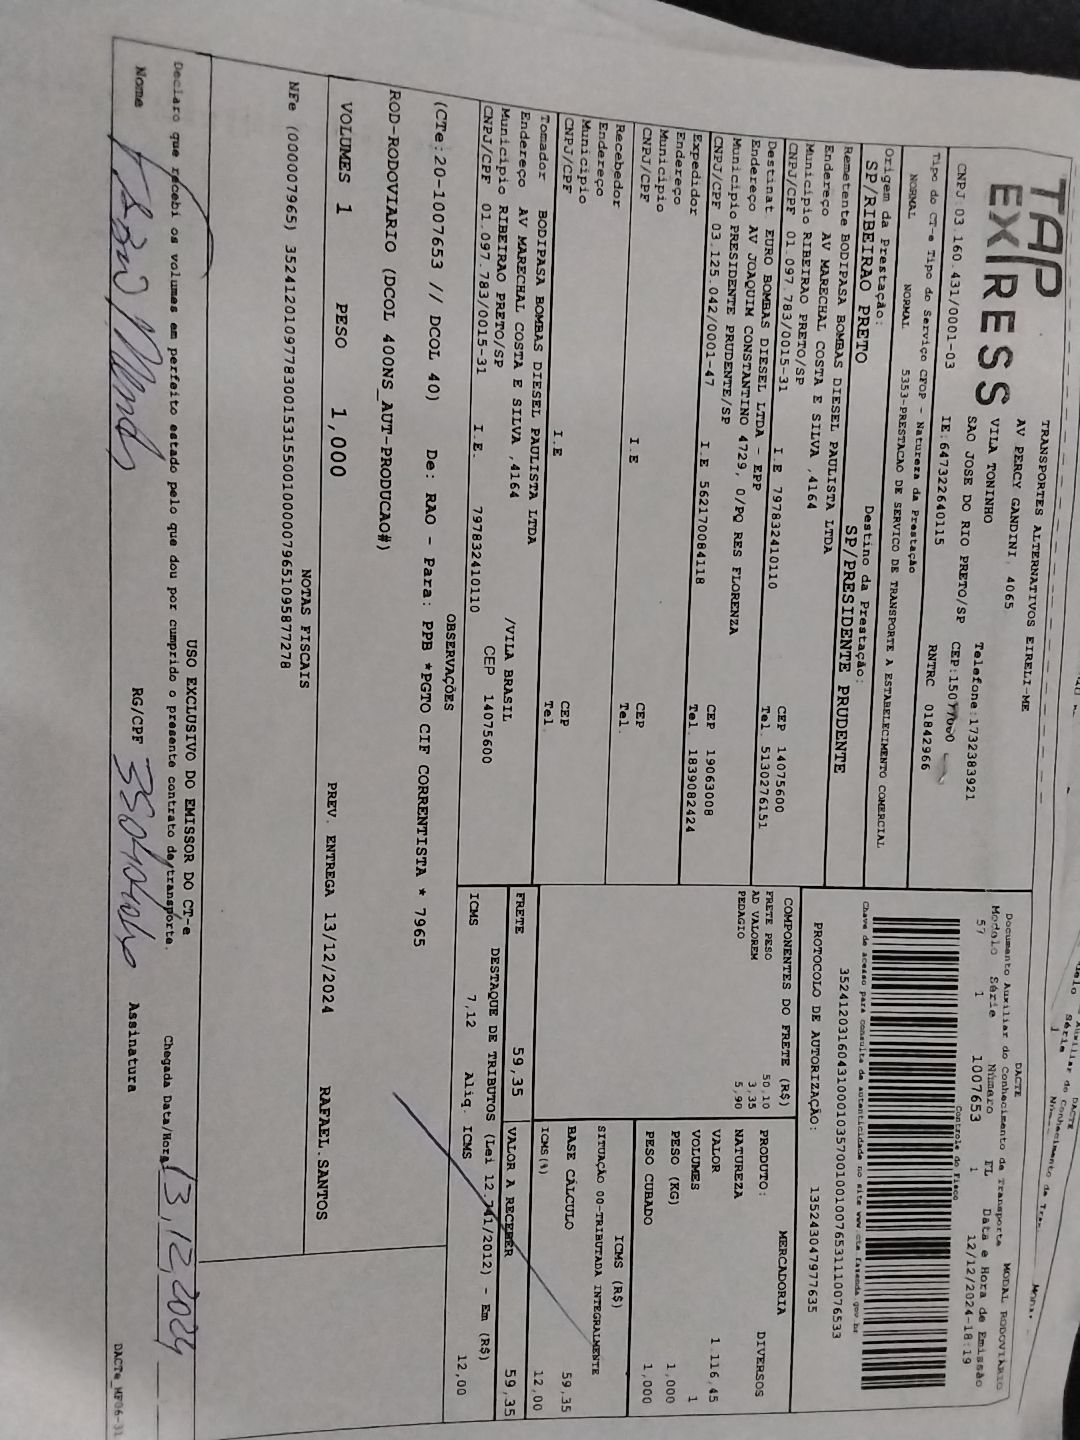 TAP
EXPRESS
TRANSPORTES ALTERNATIVOS EIRELI-ME
AV PERCY GANDINI, 4065
VILA TONINHO
SAO JOSE DO RIO PRETO/SP
Telefone:1732383921
CEP:15077000
CNPJ:03.160.431/0001-03 IE:647322640115 RNTRC 01842966
Tipo do CT-e Tipo do Serviço CFOP - Natureza da Prestação
NORMAL NORMAL 5353-PRESTACAO DE SERVICO DE TRANSPORTE A ESTABELECIMENTO COMERCIAL
Origem da Prestação: Destino da Prestação:
SP/RIBEIRAO PRETO SP/PRESIDENTE PRUDENTE
DACTE
Documento Auxiliar do Conhecimento de Transporte MODAL RODOVIÁRIO
Modelo Série Número FL Data e Hora de Emissão
57 1 1007653 1 12/12/2024-18:19
Controle do Fisco
35241203160431000103570010010076531110076533
Chave de acesso para consulta de autenticidade no site www.cte.fazenda.gov.br
PROTOCOLO DE AUTORIZAÇÃO: 135243047977635
Remetente BODIPASA BOMBAS DIESEL PAULISTA LTDA
Endereço AV MARECHAL COSTA E SILVA ,4164
Municipio RIBEIRAO PRETO/SP CEP 14075600
CNPJ/CPF 01.097.783/0015-31 I.E 797832410110 Tel. 5130276151
Destinat EURO BOMBAS DIESEL LTDA - EPP
Endereço AV JOAQUIM CONSTANTINO 4729, 0/PQ RES FLORENZA
Municipio PRESIDENTE PRUDENTE/SP CEP 19063008
CNPJ/CPF 03.125.042/0001-47 I.E 562170084118 Tel. 1839082424
Expedidor
Endereço
Municipio CEP
CNPJ/CPF I.E Tel.
Recebedor
Endereço
Municipio CEP
CNPJ/CPF I.E Tel.
Tomador BODIPASA BOMBAS DIESEL PAULISTA LTDA
Endereço AV MARECHAL COSTA E SILVA ,4164 /VILA BRASIL
Municipio RIBEIRAO PRETO/SP CEP 14075600
CNPJ/CPF 01.097.783/0015-31 I.E. 797832410110
COMPONENTES DO FRETE (R$)
FRETE PESO 50,10
AD VALOREM 3,35
PEDAGIO 5,90
MERCADORIA
PRODUTO: DIVERSOS
NATUREZA
VALOR 1.116,45
VOLUMES 1
PESO (KG) 1,000
PESO CUBADO 1,000
ICMS (R$)
SITUAÇÃO 00-TRIBUTADA INTEGRALMENTE
BASE CÁLCULO 59,35
ICMS(%) 12,00
FRETE 59,35 VALOR A RECEBER 59,35
DESTAQUE DE TRIBUTOS (Lei 12.741/2012) - Em (R$)
ICMS 7,12 Aliq. ICMS 12,00
OBSERVAÇÕES
(CTe:20-1007653 // DCOL 40) De: RAO - Para: PPB *PGTO CIF CORRENTISTA * 7965
ROD-RODOVIARIO (DCOL 400NS_AUT-PRODUCAO#)
VOLUMES 1 PESO 1,000 PREV. ENTREGA 13/12/2024 RAFAEL.SANTOS
NOTAS FISCAIS
NFe (000007965) 35241201097783001531550010000079651095877278
USO EXCLUSIVO DO EMISSOR DO CT-e
Declaro que recebi os volumes em perfeito estado pelo que dou por cumprido o presente contrato de transporte. Chegada Data/Hora 13,12,2024
Nome RG/CPF Assinatura
DACTe_MF06-31